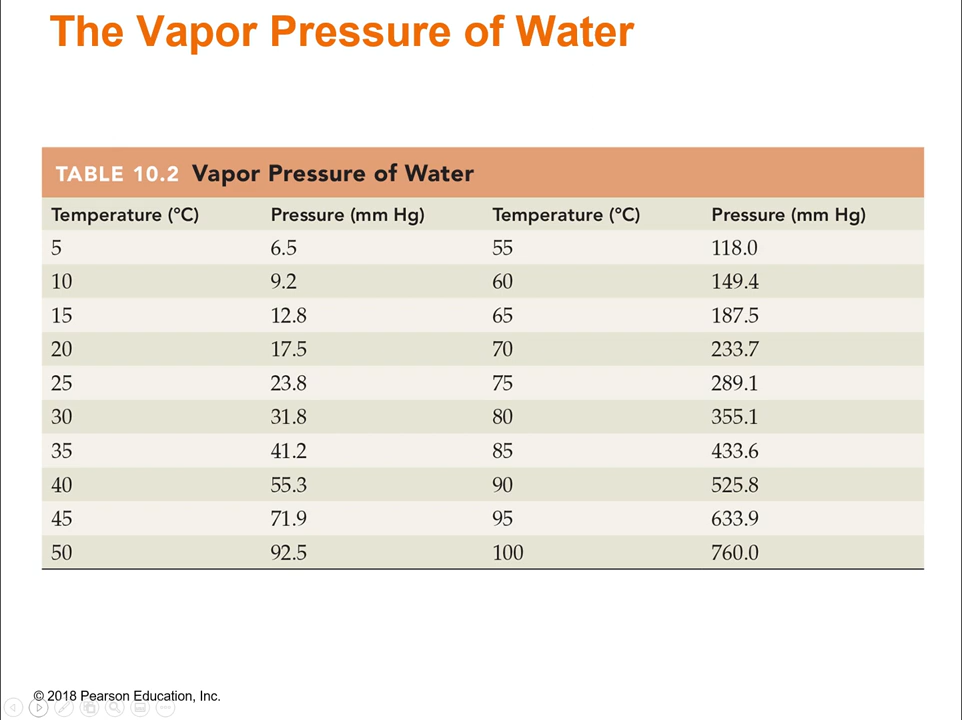 The Vapor Pressure of Water
TABLE 10.2 Vapor Pressure of Water
Temperature (°C) Pressure (mm Hg) Temperature (°C) Pressure (mm Hg)
5 6.5 55 118.0
10 9.2 60 149.4
15 12.8 65 187.5
20 17.5 70 233.7
25 23.8 75 289.1
30 31.8 80 355.1
35 41.2 85 433.6
40 55.3 90 525.8
45 71.9 95 633.9
50 92.5 100 760.0
© 2018 Pearson Education, Inc.